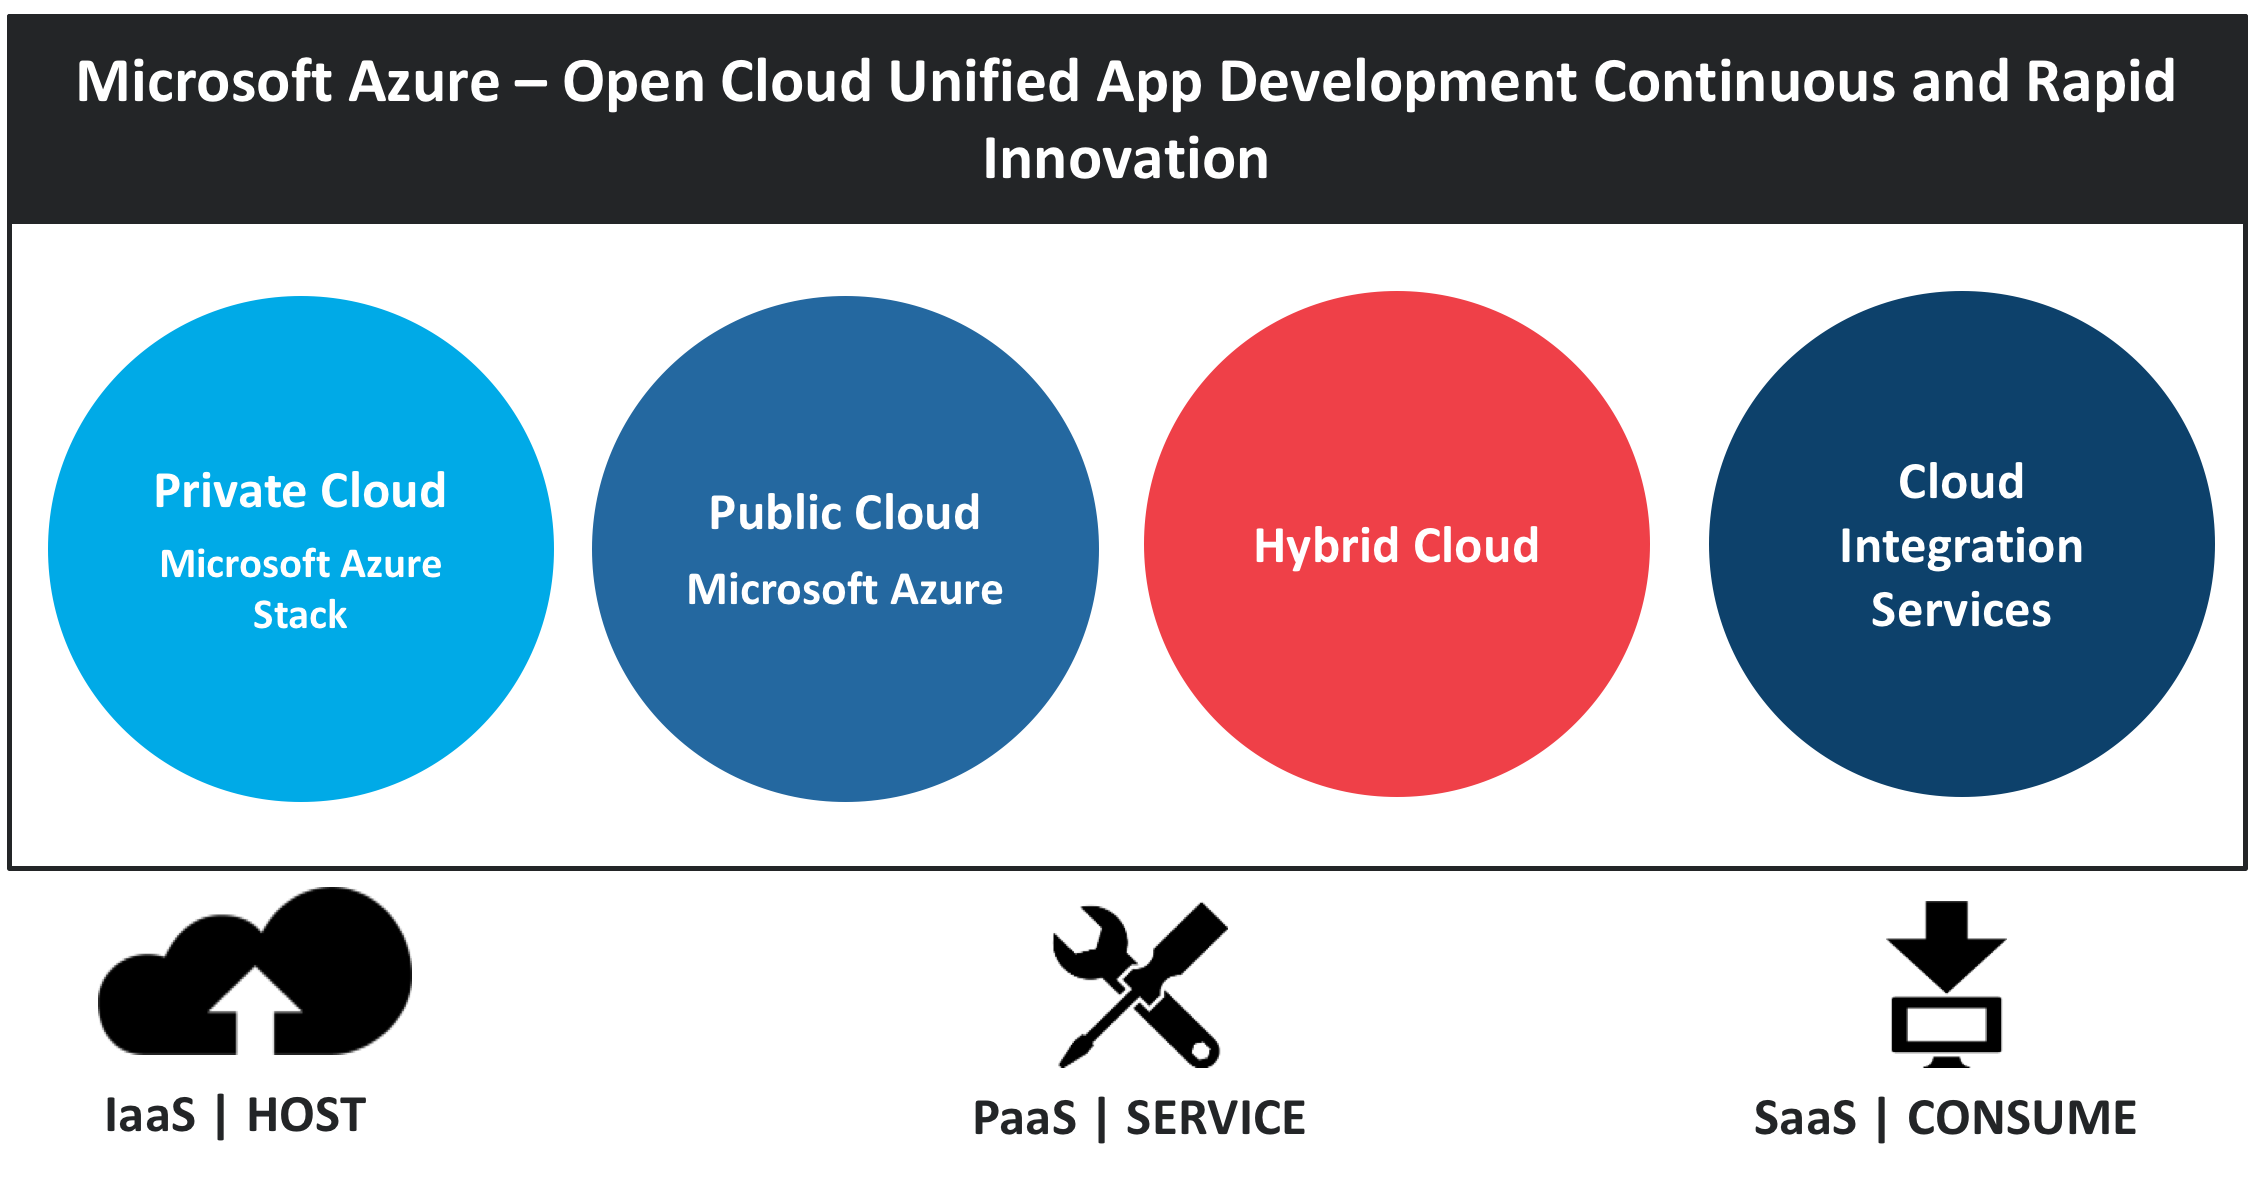 Microsoft Azure – Open Cloud Unified App Development Continuous and Rapid
Innovation
Private Cloud
Microsoft Azure
Stack
Public Cloud
Microsoft Azure
Hybrid Cloud
Cloud
Integration
Services
IaaS | HOST
PaaS | SERVICE
SaaS | CONSUME